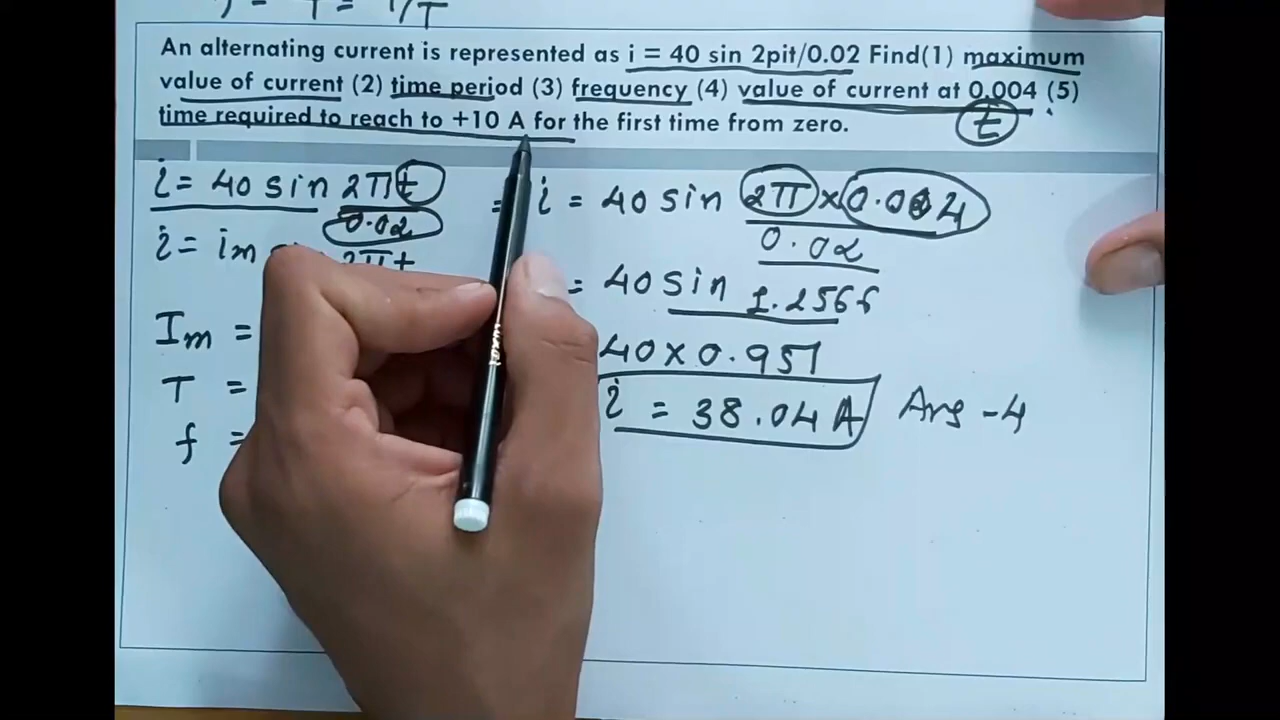 T = 1/T
An alternating current is represented as i = 40 sin 2pit/0.02 Find(1) maximum
value of current (2) time period (3) frequency (4) value of current at 0.004 (5)
time required to reach to +10 A for the first time from zero.
t
i = 40 sin 2πt
0.02
i = im 2πt
Im =
T =
f =
= i = 40 sin 2π × 0.004
0.02
= 40 sin 1.2566
40 × 0.951
i = 38.04 A Ans - 4